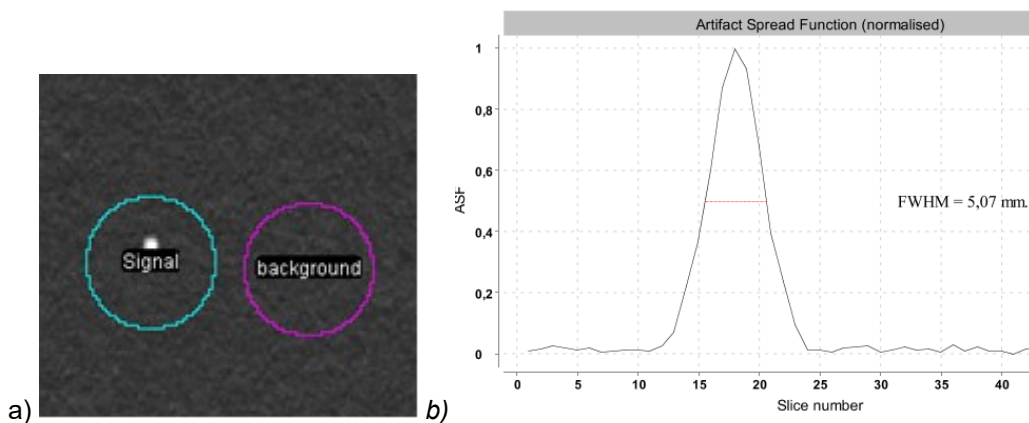 a)
Signal
background
b)
Artifact Spread Function (normalised)
ASF
1
0,8
0,6
0,4
0,2
0
FWHM = 5,07 mm.
0 5 10 15 20 25 30 35 40
Slice number